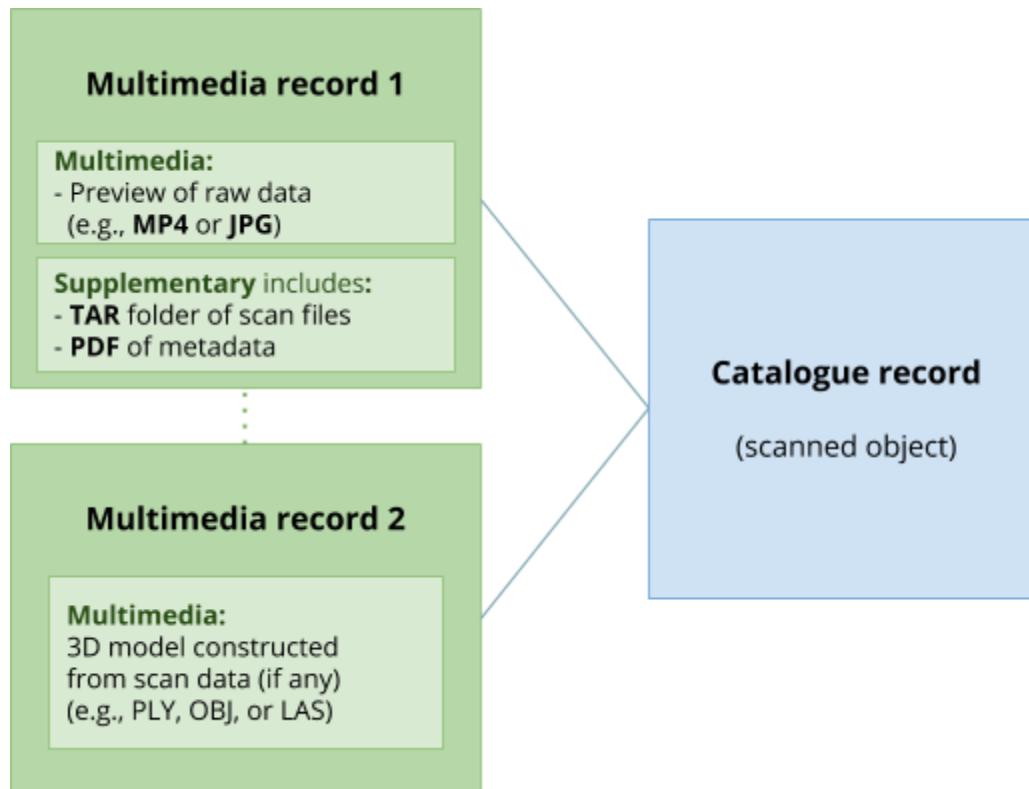 Multimedia record 1
Multimedia:
- Preview of raw data
(e.g., MP4 or JPG)
Supplementary includes:
- TAR folder of scan files
- PDF of metadata
Multimedia record 2
Multimedia:
3D model constructed
from scan data (if any)
(e.g., PLY, OBJ, or LAS)
Catalogue record
(scanned object)